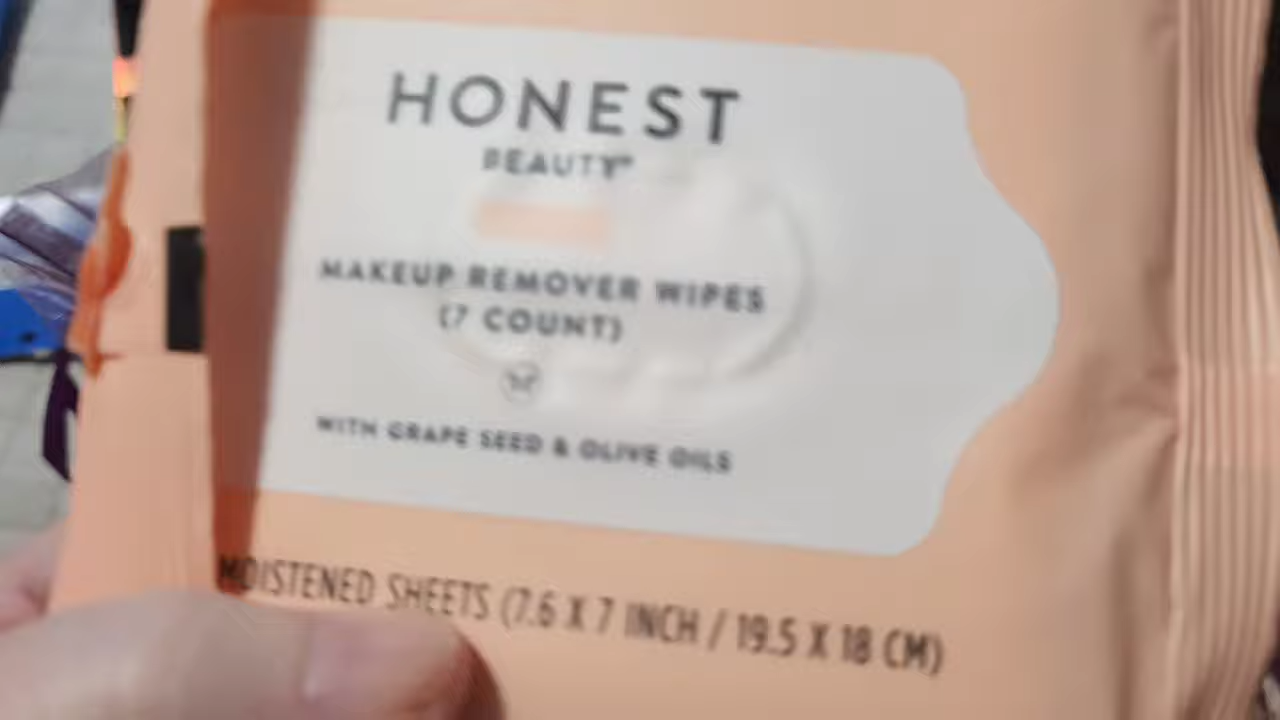 HONEST
BEAUTY
MAKEUP REMOVER WIPES
(7 COUNT)
WITH GRAPE SEED & OLIVE OILS
MOISTENED SHEETS (7.6 X 7 INCH / 19.5 X 18 CM)